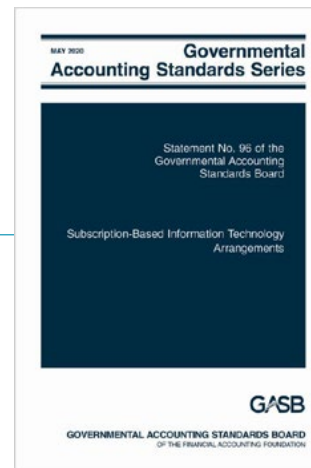 MAY 2020
Governmental
Accounting Standards Series
Statement No. 96 of the
Governmental Accounting
Standards Board
Subscription-Based Information Technology
Arrangements
GASB
GOVERNMENTAL ACCOUNTING STANDARDS BOARD
OF THE FINANCIAL ACCOUNTING FOUNDATION